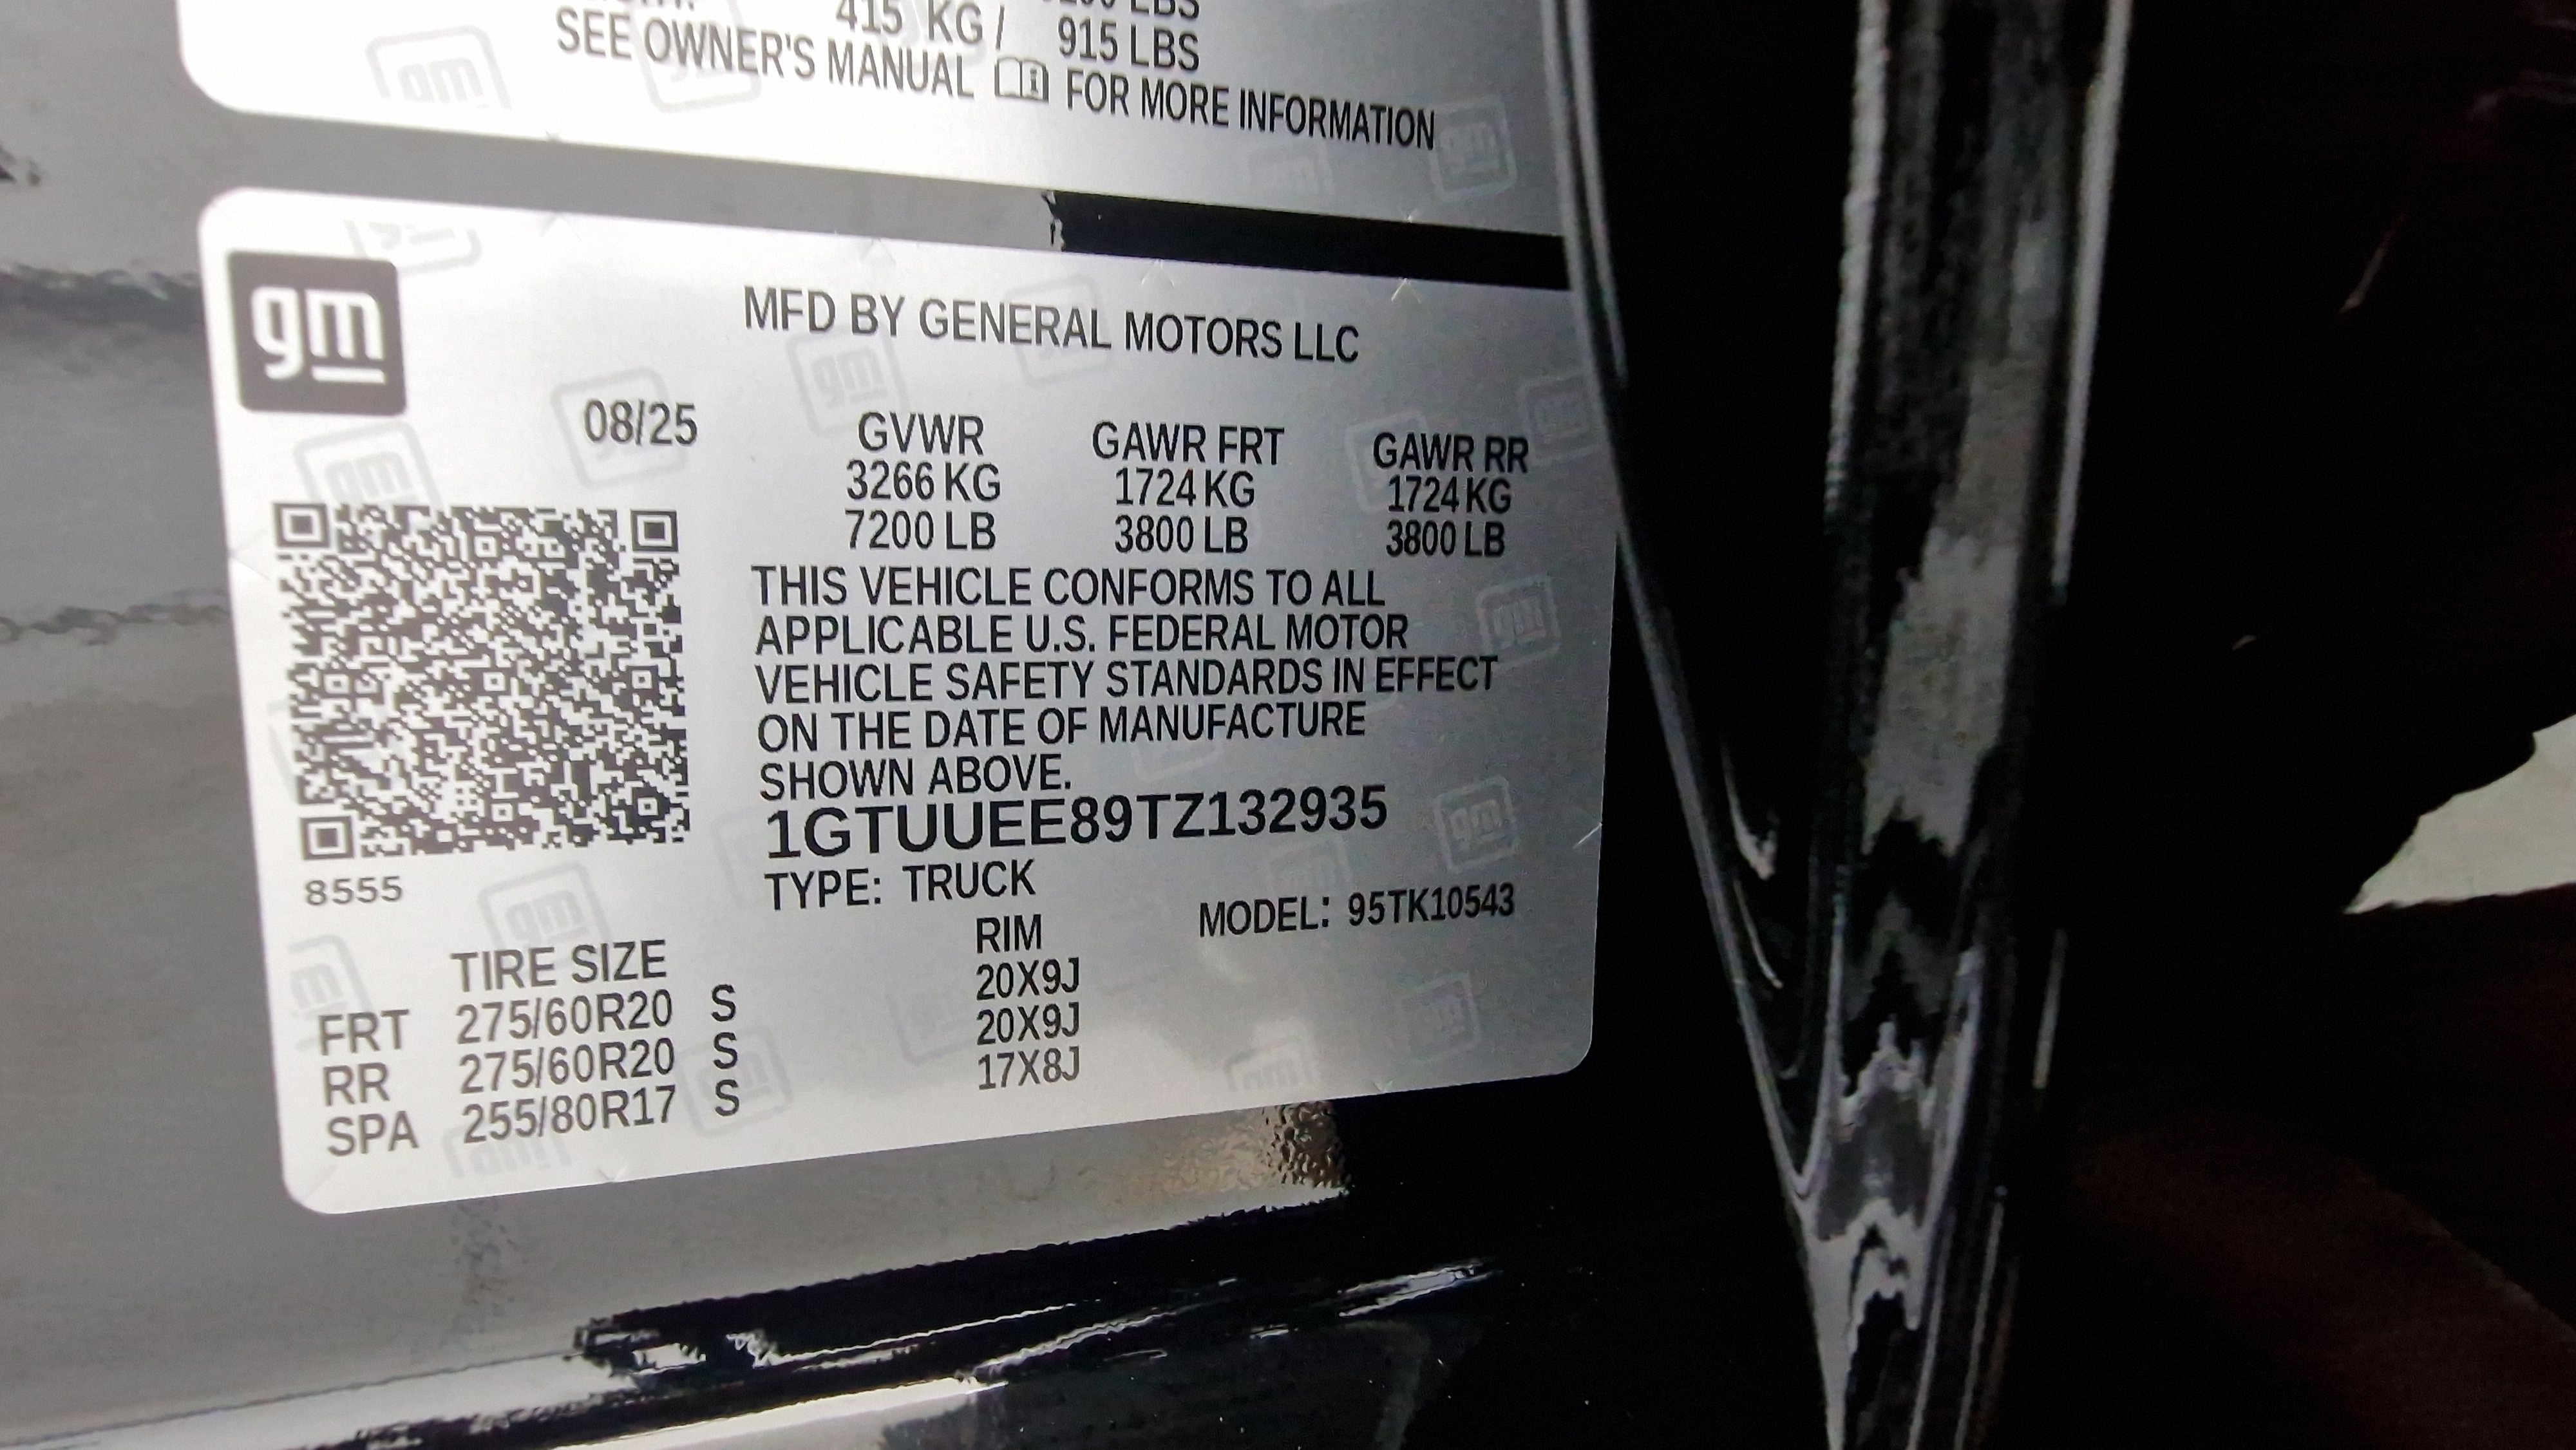 415 KG / 915 LBS
SEE OWNER'S MANUAL FOR MORE INFORMATION
gm
MFD BY GENERAL MOTORS LLC
08/25
GVWR GAWR FRT GAWR RR
3266 KG 1724 KG 1724 KG
7200 LB 3800 LB 3800 LB
THIS VEHICLE CONFORMS TO ALL
APPLICABLE U.S. FEDERAL MOTOR
VEHICLE SAFETY STANDARDS IN EFFECT
ON THE DATE OF MANUFACTURE
SHOWN ABOVE.
1GTUUEE89TZ132935
8555
TYPE: TRUCK
MODEL: 95TK10543
TIRE SIZE RIM
FRT 275/60R20 S 20X9J
RR 275/60R20 S 20X9J
SPA 255/80R17 S 17X8J